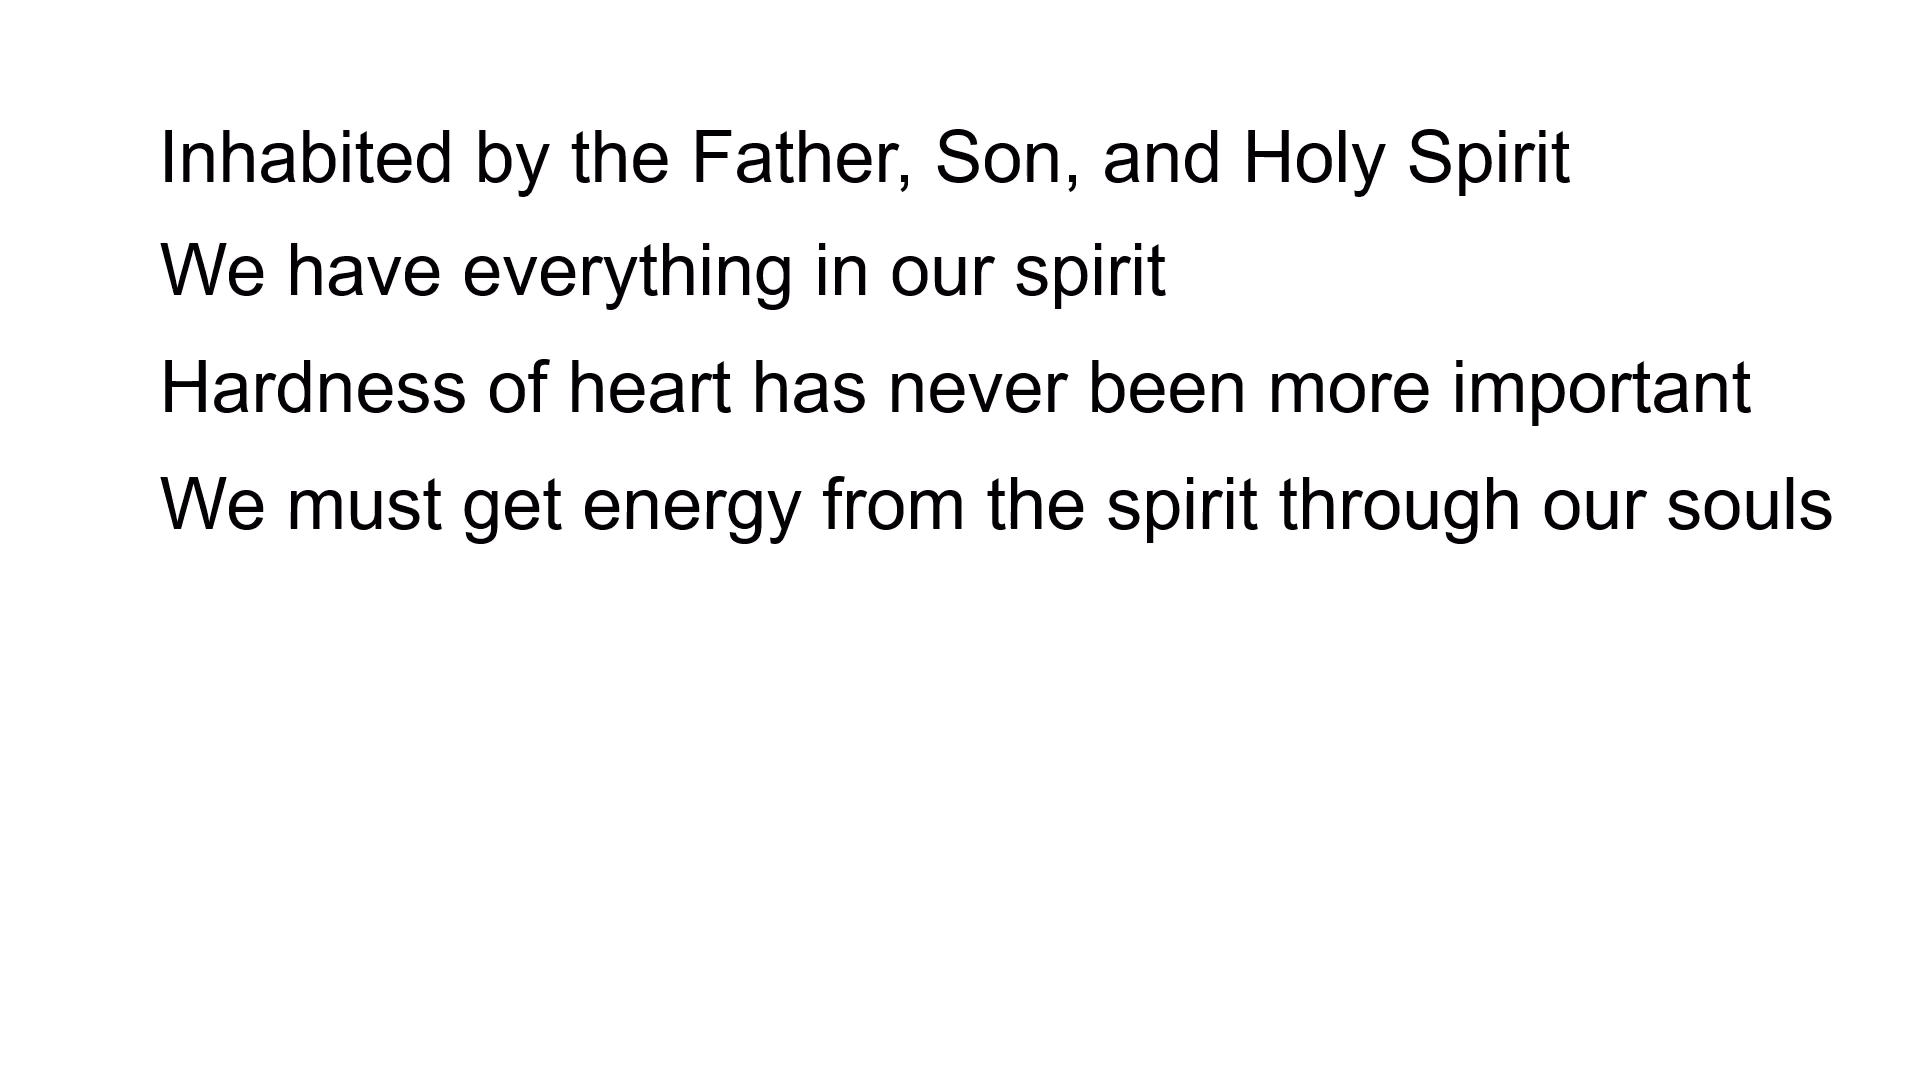 Inhabited by the Father, Son, and Holy Spirit
We have everything in our spirit
Hardness of heart has never been more important
We must get energy from the spirit through our souls